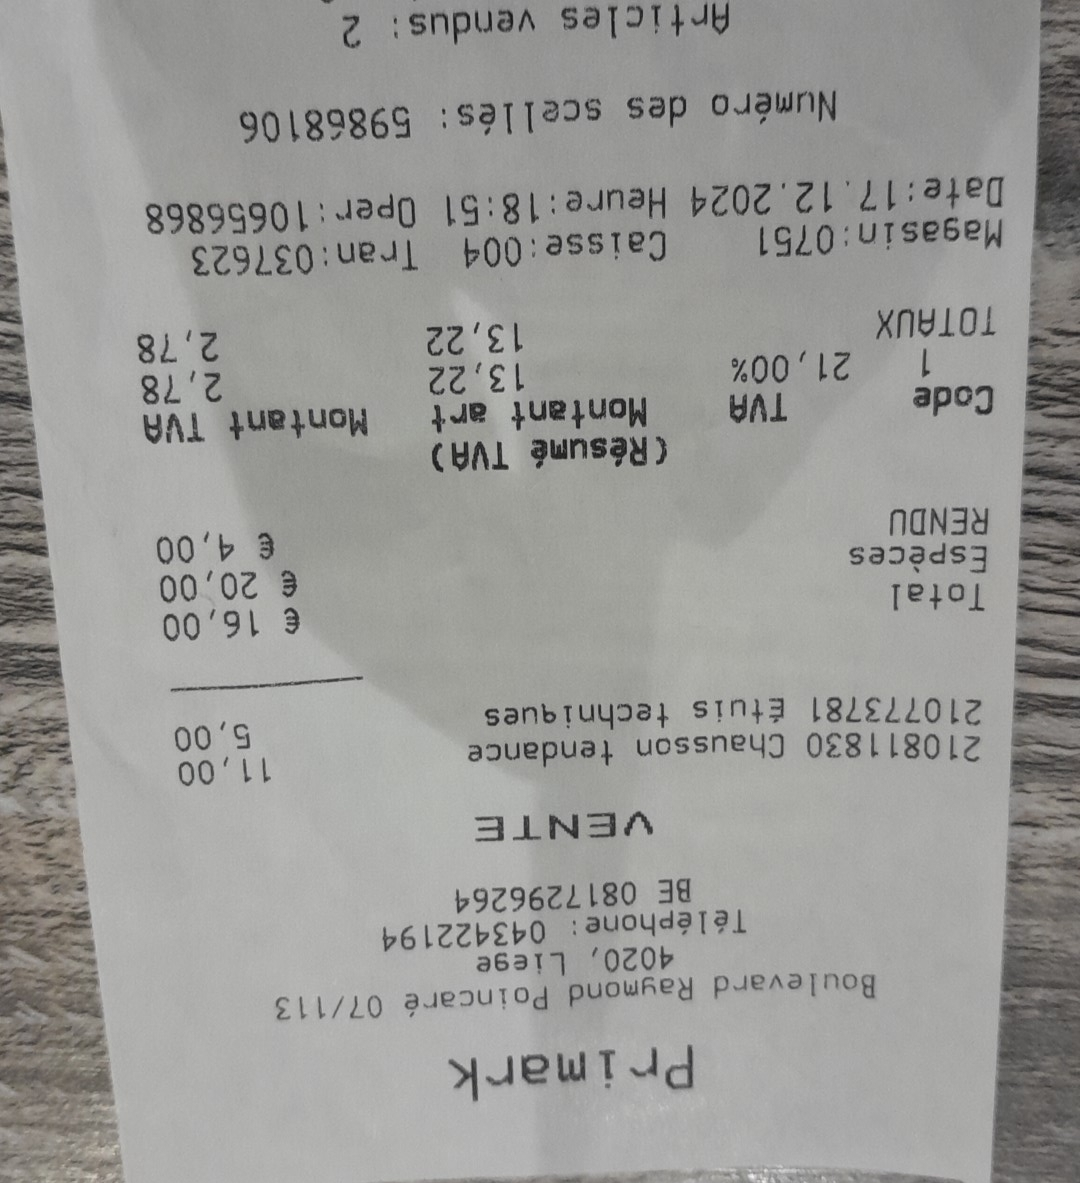 Primark
Boulevard Raymond Poincaré 07/113
4020, Liege
Téléphone: 043422194
BE 0817296264
VENTE
210811830 Chausson tendance 11,00
210773781 Étuis techniques 5,00
Total € 16,00
Espèces € 20,00
RENDU € 4,00
(Résumé TVA)
Code TVA Montant art Montant TVA
1 21,00% 13,22 2,78
TOTAUX 13,22 2,78
Magasin:0751 Caisse:004 Tran:037623
Date:17.12.2024 Heure:18:51 Oper:10656868
Numéro des scellés: 59868106
Articles vendus: 2